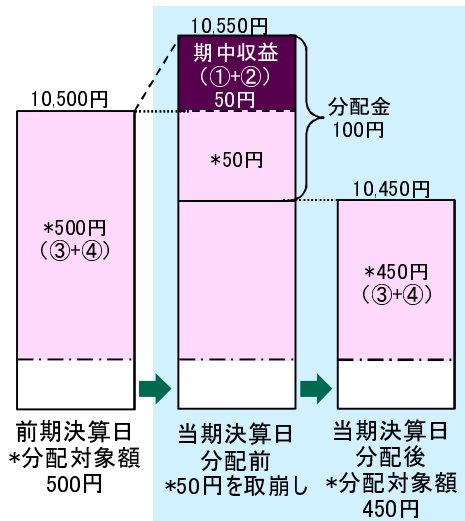 10,550円
期中収益
(①+②)
50円
10,500円
分配金
100円
*50円
10,450円
*500円
(③+④)
*450円
(③+④)
前期決算日
*分配対象額
500円
当期決算日
分配前
*50円を取崩し
当期決算日
分配後
*分配対象額
450円